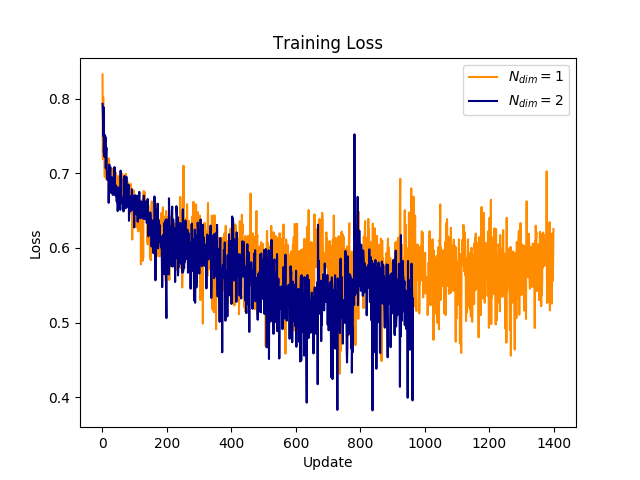 Training Loss
N_dim = 1
N_dim = 2
Loss
0.8
0.7
0.6
0.5
0.4
0 200 400 600 800 1000 1200 1400
Update